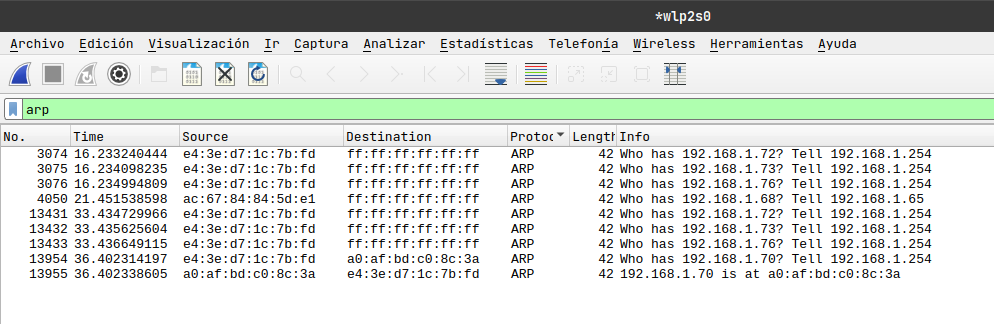 *wlp2s0
Archivo Edición Visualización Ir Captura Analizar Estadísticas Telefonía Wireless Herramientas Ayuda
arp
No. Time Source Destination Protoc Length Info
3074 16.233240444 e4:3e:d7:1c:7b:fd ff:ff:ff:ff:ff:ff ARP 42 Who has 192.168.1.72? Tell 192.168.1.254
3075 16.234098235 e4:3e:d7:1c:7b:fd ff:ff:ff:ff:ff:ff ARP 42 Who has 192.168.1.73? Tell 192.168.1.254
3076 16.234994809 e4:3e:d7:1c:7b:fd ff:ff:ff:ff:ff:ff ARP 42 Who has 192.168.1.76? Tell 192.168.1.254
4050 21.451538598 ac:67:84:84:5d:e1 ff:ff:ff:ff:ff:ff ARP 42 Who has 192.168.1.68? Tell 192.168.1.65
13431 33.434729966 e4:3e:d7:1c:7b:fd ff:ff:ff:ff:ff:ff ARP 42 Who has 192.168.1.72? Tell 192.168.1.254
13432 33.435625604 e4:3e:d7:1c:7b:fd ff:ff:ff:ff:ff:ff ARP 42 Who has 192.168.1.73? Tell 192.168.1.254
13433 33.436649115 e4:3e:d7:1c:7b:fd ff:ff:ff:ff:ff:ff ARP 42 Who has 192.168.1.76? Tell 192.168.1.254
13954 36.402314197 e4:3e:d7:1c:7b:fd a0:af:bd:c0:8c:3a ARP 42 Who has 192.168.1.70? Tell 192.168.1.254
13955 36.402338605 a0:af:bd:c0:8c:3a e4:3e:d7:1c:7b:fd ARP 42 192.168.1.70 is at a0:af:bd:c0:8c:3a